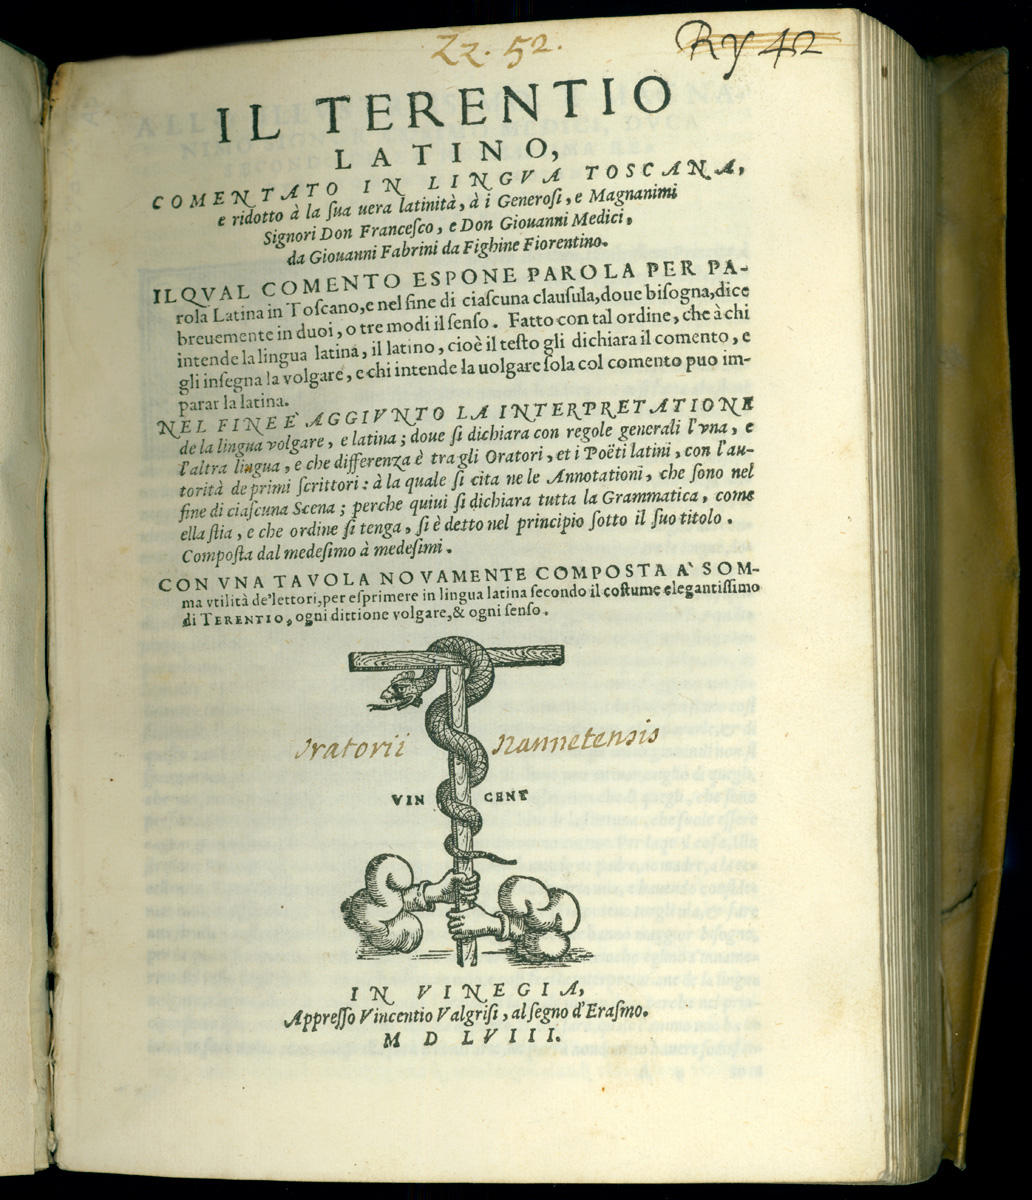 Zz. 52.
Ry 42
IL TERENTIO
LATINO,
COMENTATO IN LINGVA TOSCANA,
e ridotto à la ſua uera latinità, à i Generoſi, e Magnanimi
Signori Don Franceſco, e Don Giouanni Medici,
da Giouanni Fabrini da Fighine Fiorentino.
ILQVAL COMENTO ESPONE PAROLA PER PA-
rola Latina in Toſcano, e nel fine di ciaſcuna clauſula, doue biſogna, dice
breuemente in duoi, o tre modi il ſenſo. Fatto con tal ordine, che à chi
intende la lingua latina, il latino, cioè il teſto gli dichiara il comento, e
gli inſegna la volgare, e chi intende la uolgare ſola col comento puo im-
parar la latina.
NEL FINE E' AGGIVNTO LA INTERPRETATIONE
de la lingua volgare, e latina; doue ſi dichiara con regole generali l'vna, e
l'altra lingua, e che differenza è tra gli Oratori, et i Poëti latini, con l'au-
torità de primi ſcrittori: à la quale ſi cita ne le Annotationi, che ſono nel
fine di ciaſcuna Scena; perche quiui ſi dichiara tutta la Grammatica, come
ella ſtia, e che ordine ſi tenga, ſi è detto nel principio ſotto il ſuo titolo.
Compoſta dal medeſimo à medeſimi.
CON VNA TAVOLA NOVAMENTE COMPOSTA A' SOM-
ma vtilità de' lettori, per eſprimere in lingua latina ſecondo il coſtume elegantiſſimo
di TERENTIO, ogni dittione volgare, & ogni ſenſo.
Oratorii Nannetensis
VIN CENT
IN VINEGIA,
Appreſſo Vincentio Valgriſi, al ſegno d'Eraſmo.
M D LVIII.